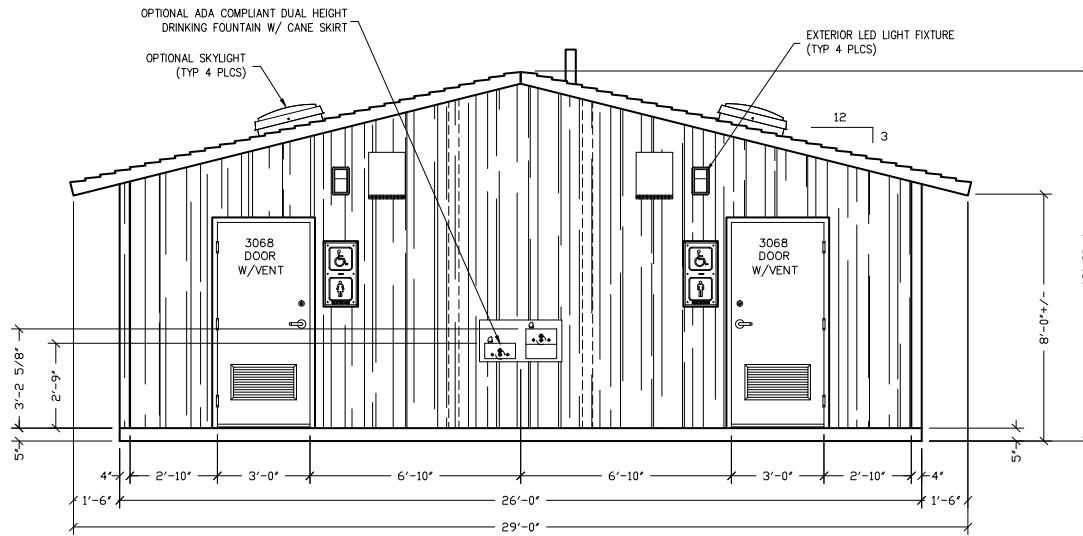 OPTIONAL ADA COMPLIANT DUAL HEIGHT
DRINKING FOUNTAIN W/ CANE SKIRT
OPTIONAL SKYLIGHT
(TYP 4 PLCS)
EXTERIOR LED LIGHT FIXTURE
(TYP 4 PLCS)
12
3
3068
DOOR
W/VENT
3068
DOOR
W/VENT
3'-2 5/8"
2'-9"
5"
8'-0"+/-
5"
4"
2'-10"
3'-0"
6'-10"
6'-10"
3'-0"
2'-10"
4"
1'-6"
26'-0"
1'-6"
29'-0"